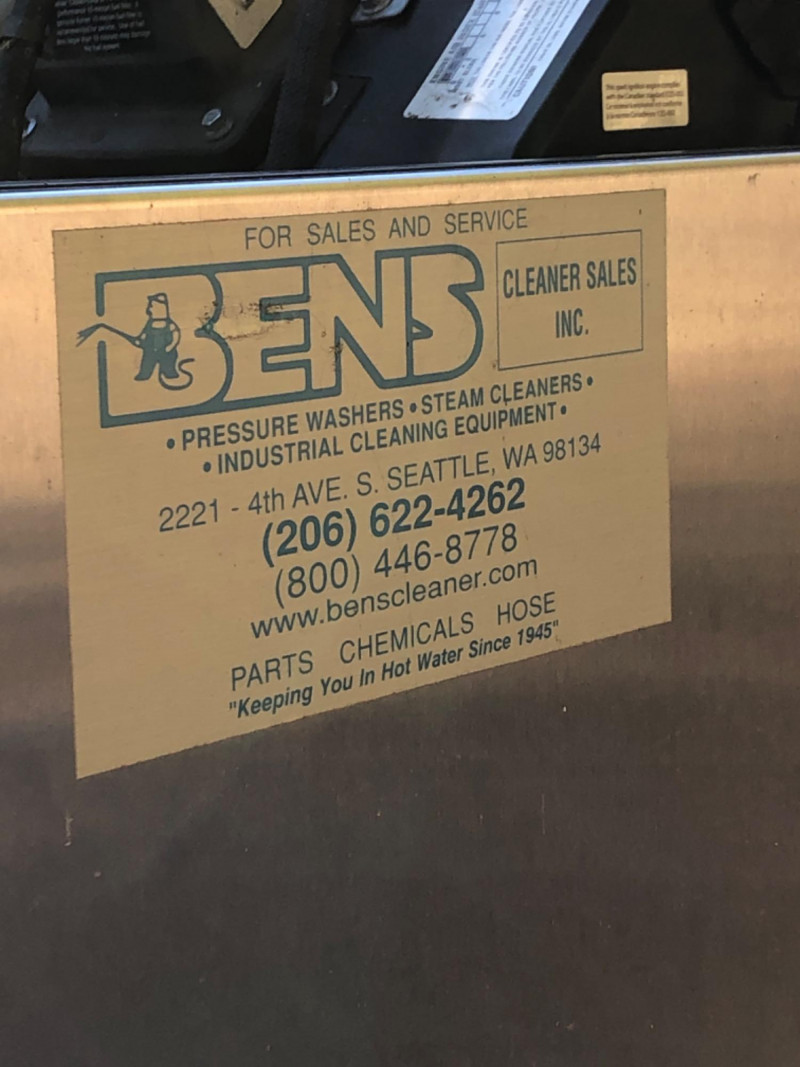 FOR SALES AND SERVICE
BENS
CLEANER SALES
INC.
• PRESSURE WASHERS • STEAM CLEANERS •
• INDUSTRIAL CLEANING EQUIPMENT •
2221 - 4th AVE. S. SEATTLE, WA 98134
(206) 622-4262
(800) 446-8778
www.benscleaner.com
PARTS CHEMICALS HOSE
"Keeping You In Hot Water Since 1945"